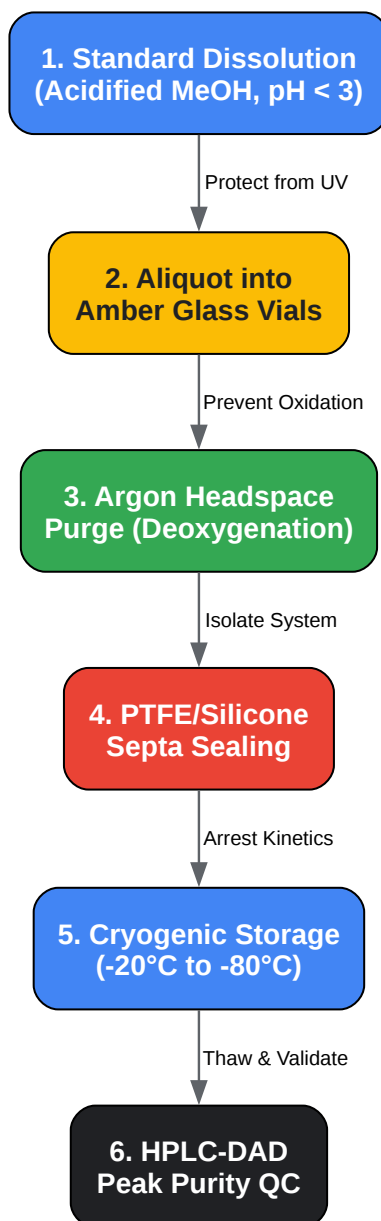 1. Standard Dissolution
(Acidified MeOH, pH < 3)
Protect from UV
2. Aliquot into
Amber Glass Vials
Prevent Oxidation
3. Argon Headspace
Purge (Deoxygenation)
Isolate System
4. PTFE/Silicone
Septa Sealing
Arrest Kinetics
5. Cryogenic Storage
(-20°C to -80°C)
Thaw & Validate
6. HPLC-DAD
Peak Purity QC